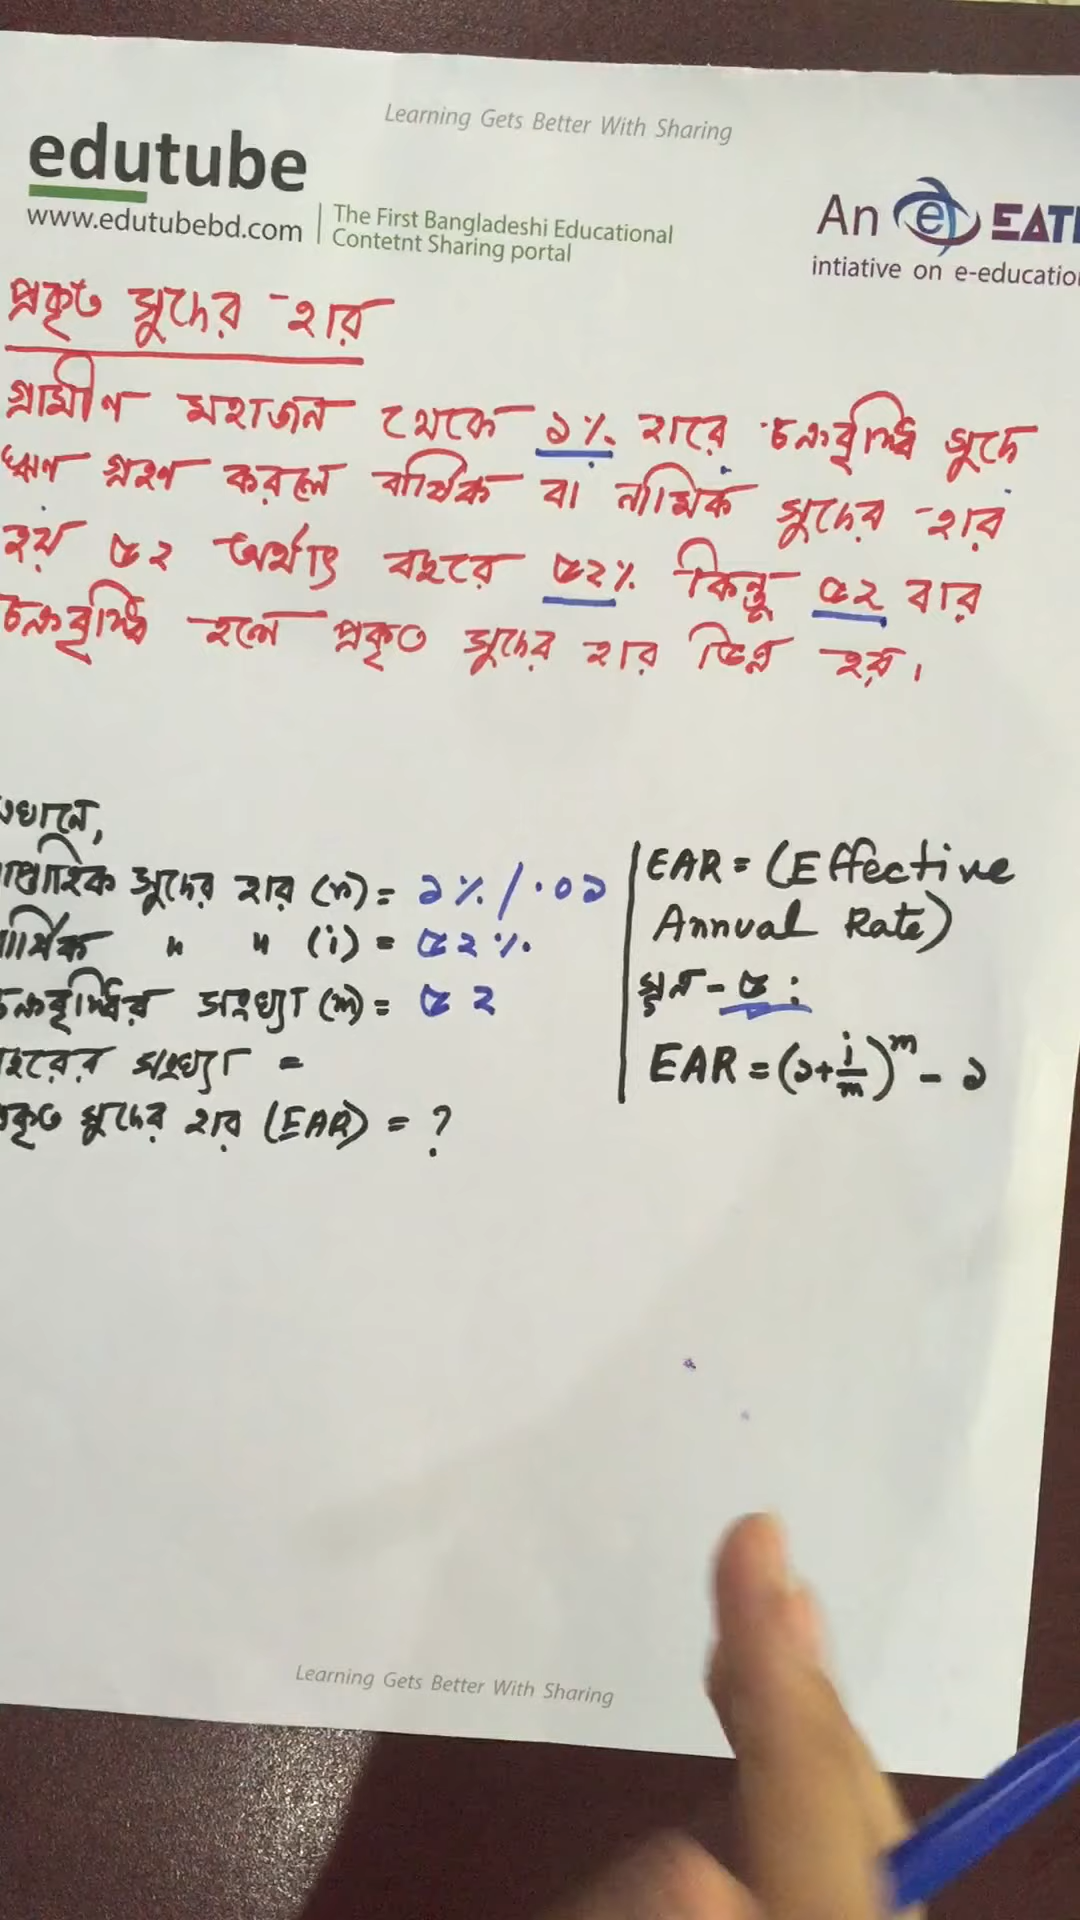 Learning Gets Better With Sharing
edutube
www.edutubebd.com
The First Bangladeshi Educational
Contetnt Sharing portal
An e EATL
intiative on e-education
প্রকৃত সুদের হার
গ্রামীণ মহাজন থেকে ১% হারে চক্রবৃদ্ধি সুদে
ঋণ গ্রহণ করলে বার্ষিক বা নামিক সুদের হার
হয় ৫২ অর্থাৎ বছরে ৫২% কিন্তু ৫২ বার
চক্রবৃদ্ধি হলে প্রকৃত সুদের হার ভিন্ন হয়।
এখানে,
সাপ্তাহিক সুদের হার (r) = ১% / .০১
বার্ষিক " " (i) = ৫২%
চক্রবৃদ্ধির সংখ্যা (m) = ৫২
বছরের সংখ্যা =
প্রকৃত সুদের হার (EAR) = ?
EAR = (Effective
Annual Rate)
সূত্র - ৫ :
EAR = (১+i/m)^m - ১
Learning Gets Better With Sharing